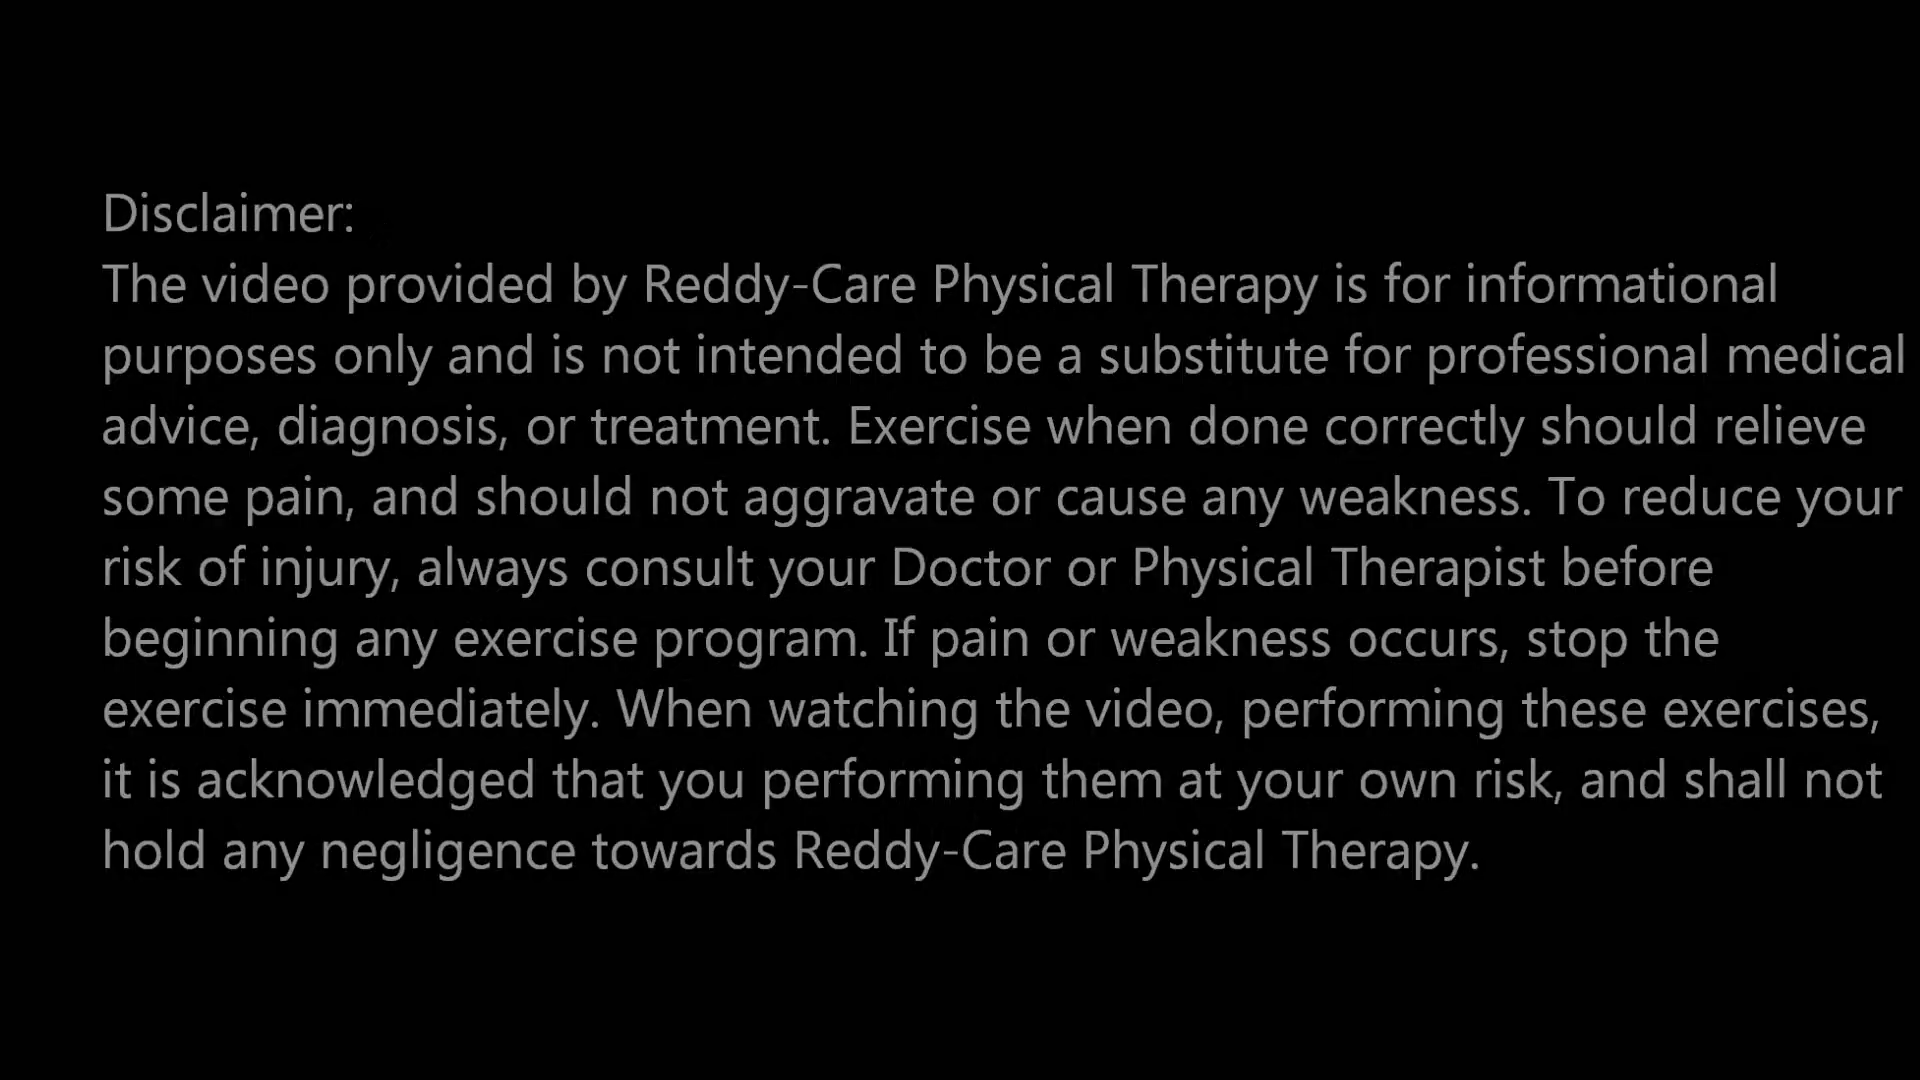 Disclaimer:
The video provided by Reddy-Care Physical Therapy is for informational
purposes only and is not intended to be a substitute for professional medical
advice, diagnosis, or treatment. Exercise when done correctly should relieve
some pain, and should not aggravate or cause any weakness. To reduce your
risk of injury, always consult your Doctor or Physical Therapist before
beginning any exercise program. If pain or weakness occurs, stop the
exercise immediately. When watching the video, performing these exercises,
it is acknowledged that you performing them at your own risk, and shall not
hold any negligence towards Reddy-Care Physical Therapy.